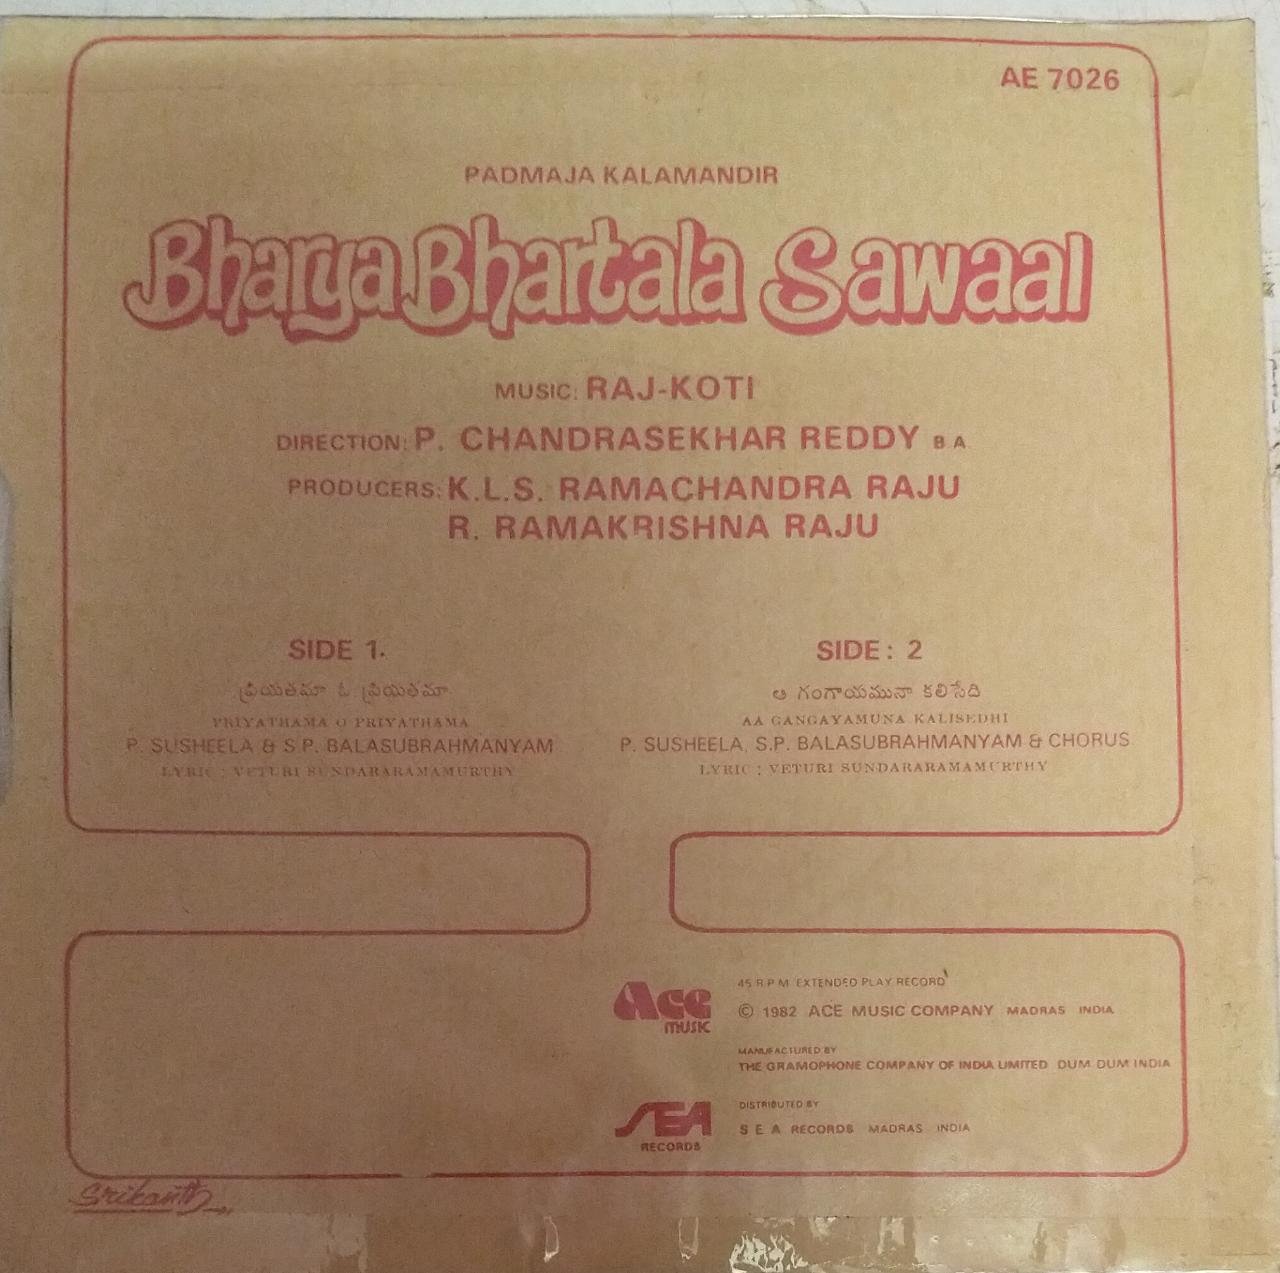 AE 7026
PADMAJA KALAMANDIR
Bharya Bhartala Sawaal
MUSIC: RAJ-KOTI
DIRECTION: P. CHANDRASEKHAR REDDY B A
PRODUCERS: K.L.S. RAMACHANDRA RAJU
R. RAMAKRISHNA RAJU
SIDE 1.
ప్రియతమా ఓ ప్రియతమా
PRIYATHAMA O PRIYATHAMA
P. SUSHEELA & S.P. BALASUBRAHMANYAM
LYRIC : VETURI SUNDARARAMAMURTHY
SIDE : 2
ఆ గంగాయమునా కలిసేది
AA GANGAYAMUNA KALISEDHI
P. SUSHEELA, S.P. BALASUBRAHMANYAM & CHORUS
LYRIC : VETURI SUNDARARAMAMURTHY
Ace
MUSIC
45 R P M EXTENDED PLAY RECORD
© 1982 ACE MUSIC COMPANY MADRAS INDIA
MANUFACTURED BY
THE GRAMOPHONE COMPANY OF INDIA LIMITED DUM DUM INDIA
SEA
RECORDS
DISTRIBUTED BY
S E A RECORDS MADRAS INDIA
Srikanth